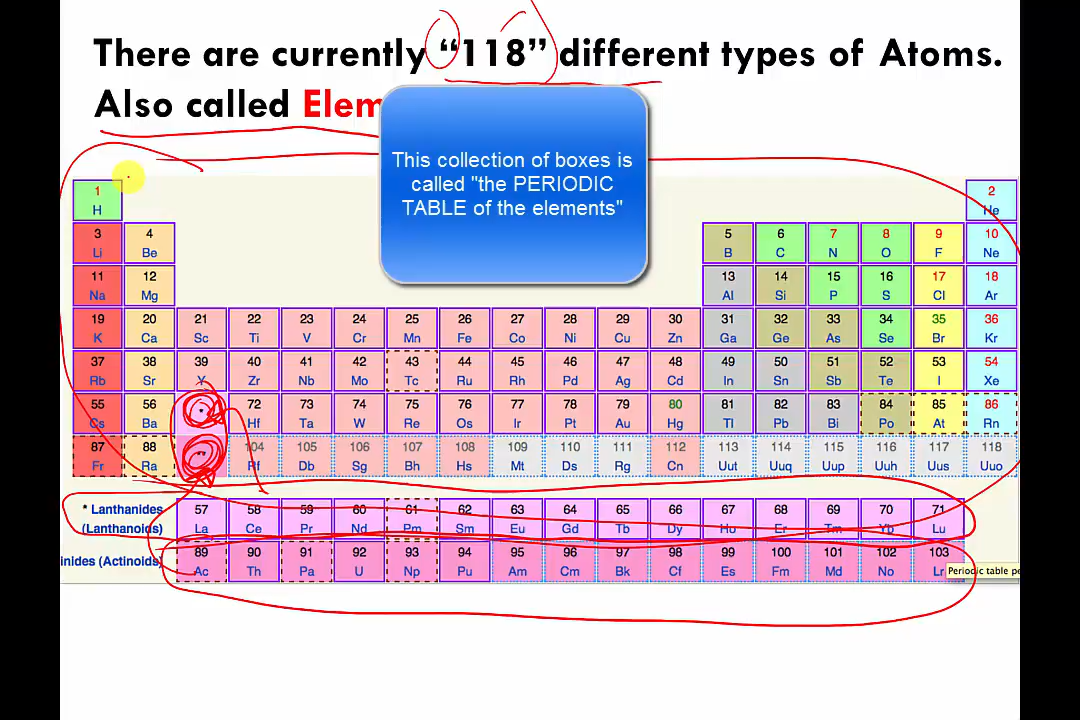 There are currently “118” different types of Atoms.
Also called Elem
This collection of boxes is
called "the PERIODIC
TABLE of the elements"
1 2
H He
3 4 5 6 7 8 9 10
Li Be B C N O F Ne
11 12 13 14 15 16 17 18
Na Mg Al Si P S Cl Ar
19 20 21 22 23 24 25 26 27 28 29 30 31 32 33 34 35 36
K Ca Sc Ti V Cr Mn Fe Co Ni Cu Zn Ga Ge As Se Br Kr
37 38 39 40 41 42 43 44 45 46 47 48 49 50 51 52 53 54
Rb Sr Y Zr Nb Mo Tc Ru Rh Pd Ag Cd In Sn Sb Te I Xe
55 56 72 73 74 75 76 77 78 79 80 81 82 83 84 85 86
Cs Ba Hf Ta W Re Os Ir Pt Au Hg Tl Pb Bi Po At Rn
87 88 104 105 106 107 108 109 110 111 112 113 114 115 116 117 118
Fr Ra Rf Db Sg Bh Hs Mt Ds Rg Cn Uut Uuq Uup Uuh Uus Uuo
* Lanthanides 57 58 59 60 61 62 63 64 65 66 67 68 69 70 71
(Lanthanoids) La Ce Pr Nd Pm Sm Eu Gd Tb Dy Ho Er Tm Yb Lu
89 90 91 92 93 94 95 96 97 98 99 100 101 102 103
inides (Actinoids) Ac Th Pa U Np Pu Am Cm Bk Cf Es Fm Md No Lr
Periodic table pe